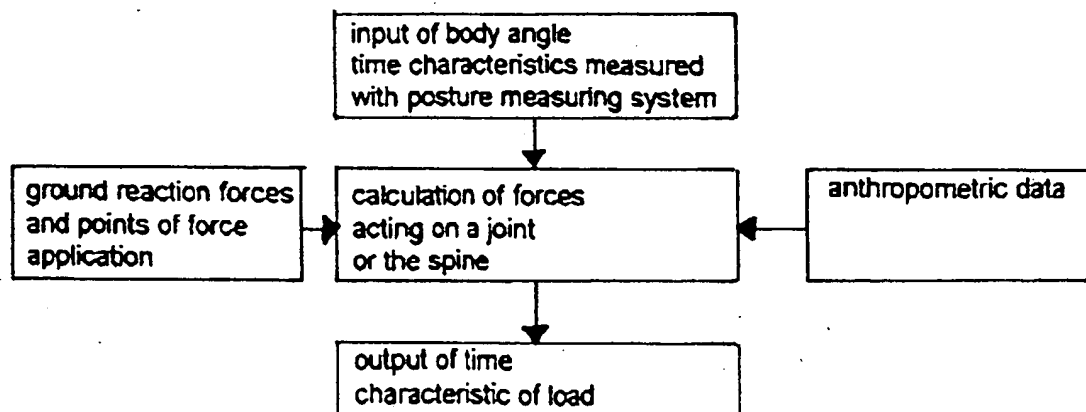 input of body angle
time characteristics measured
with posture measuring system
ground reaction forces
and points of force
application
calculation of forces
acting on a joint
or the spine
anthropometric data
output of time
characteristic of load